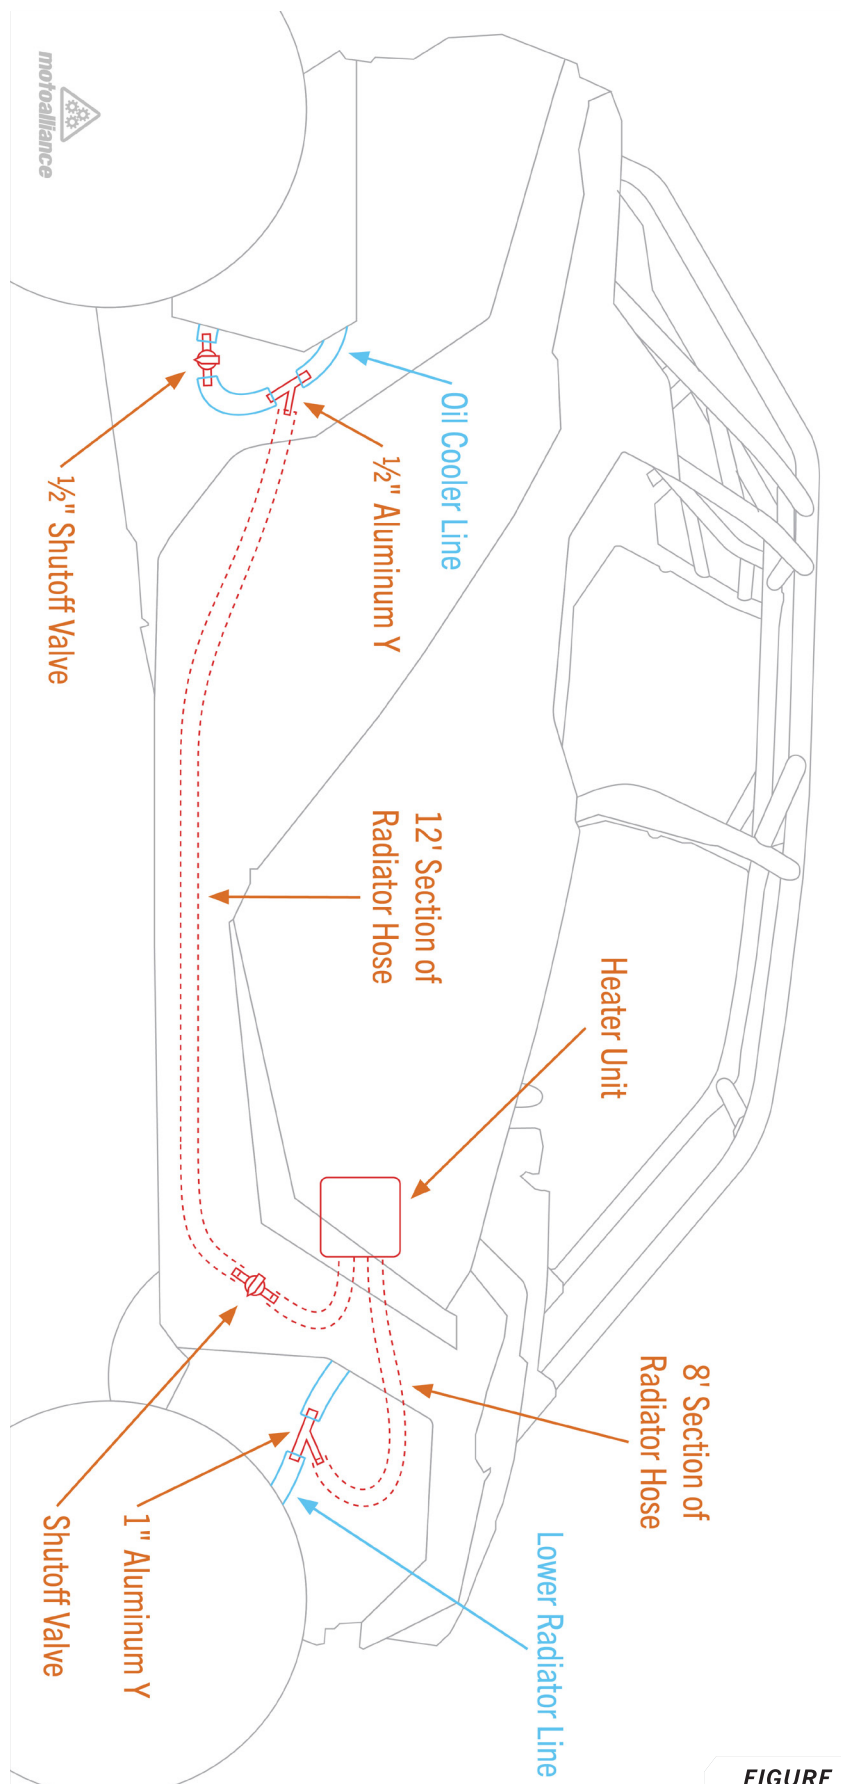 motoalliance
Oil Cooler Line
½" Aluminum Y
½" Shutoff Valve
12' Section of
Radiator Hose
Heater Unit
8' Section of
Radiator Hose
Lower Radiator Line
1" Aluminum Y
Shutoff Valve
FIGURE